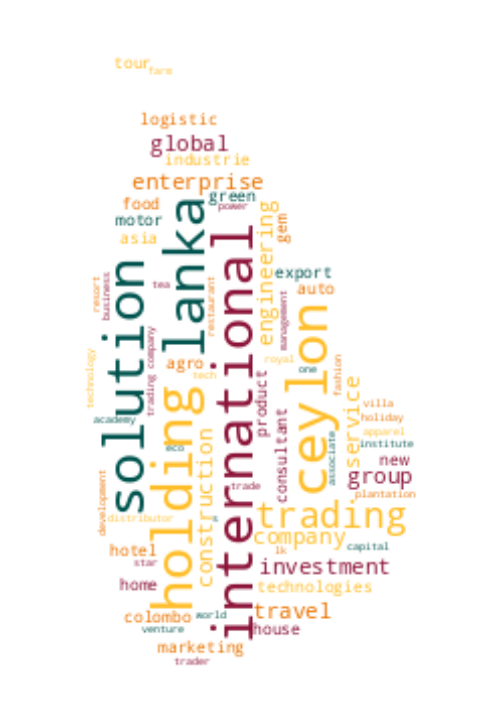 tour
farm
logistic
global
industrie
enterprise
green
food
power
motor
lanka
asia
gem
engineering
export
tea
business
resort
restaurant
auto
solution
international
management
ceylon
company
trading
technology
agro
royal
tech
one
fashion
product
holding
service
villa
academy
consultant
holiday
apparel
associate
institute
eco
construction
new
group
development
trade
plantation
distributor
s
trading
company
hotel
lk
capital
star
investment
home
technologies
colombo
world
travel
venture
house
marketing
trader